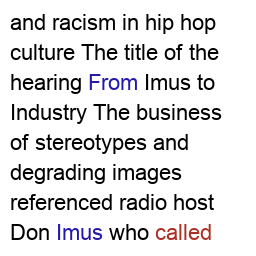 and racism in hip hop
culture The title of the
hearing From Imus to
Industry The business
of stereotypes and
degrading images
referenced radio host
Don Imus who called